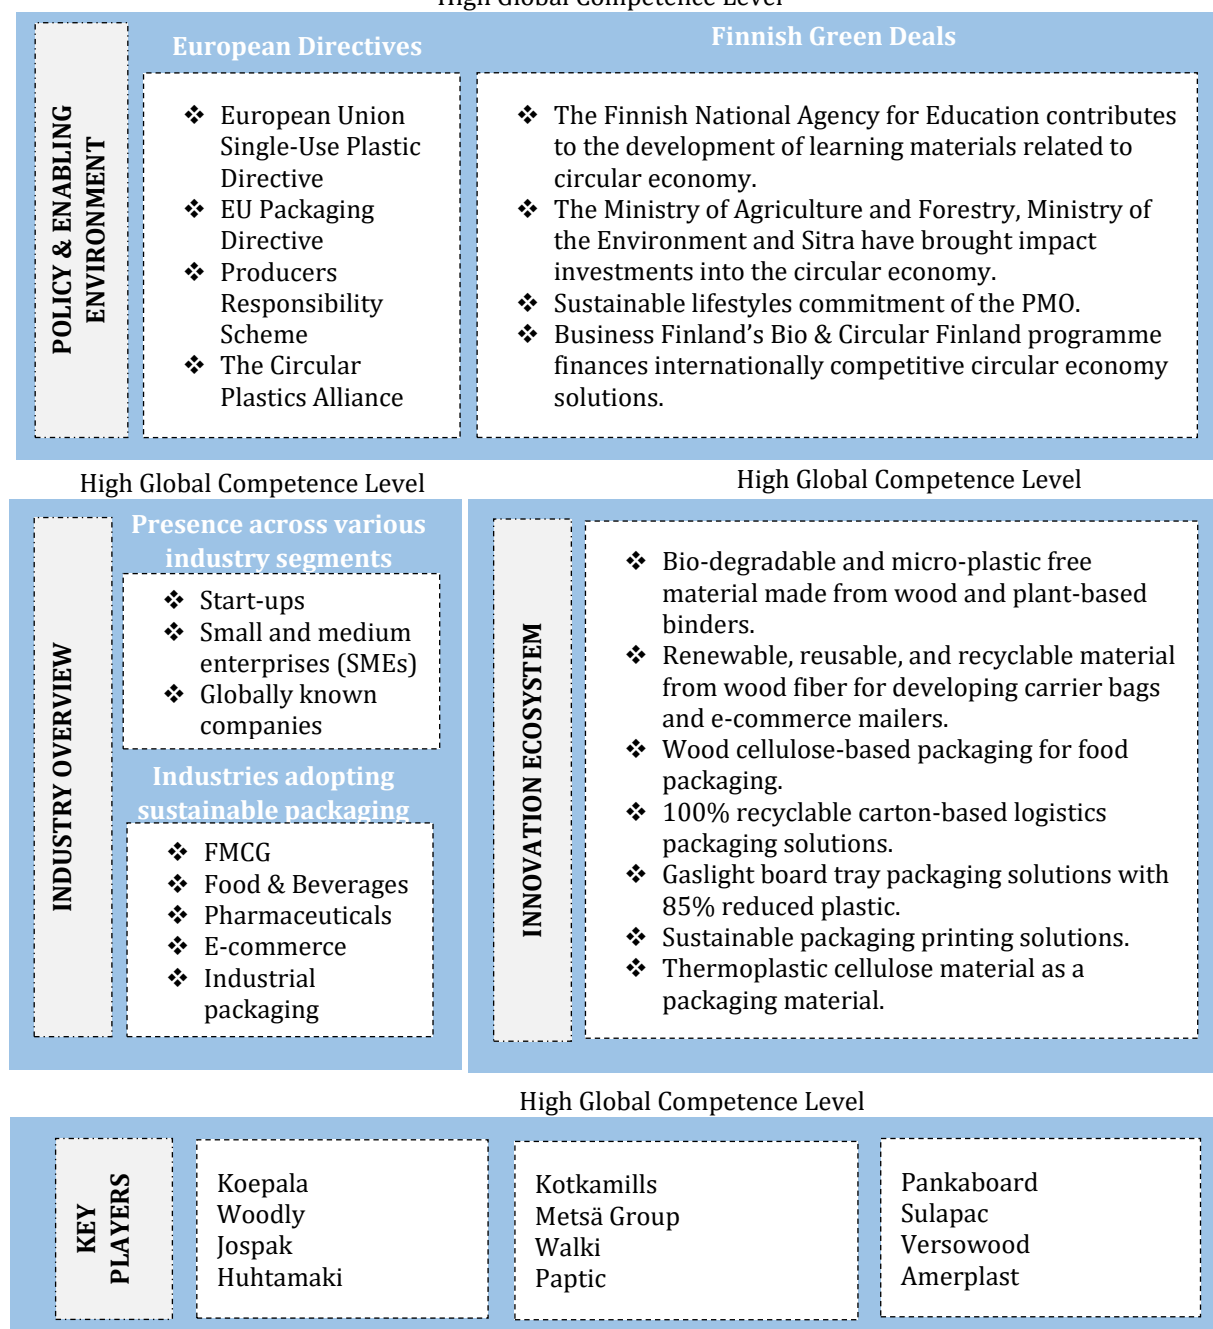 High Global Competence Level
POLICY & ENABLING
ENVIRONMENT
European Directives
❖ European Union
Single-Use Plastic
Directive
❖ EU Packaging
Directive
❖ Producers
Responsibility
Scheme
❖ The Circular
Plastics Alliance
Finnish Green Deals
❖ The Finnish National Agency for Education contributes
to the development of learning materials related to
circular economy.
❖ The Ministry of Agriculture and Forestry, Ministry of
the Environment and Sitra have brought impact
investments into the circular economy.
❖ Sustainable lifestyles commitment of the PMO.
❖ Business Finland's Bio & Circular Finland programme
finances internationally competitive circular economy
solutions.
High Global Competence Level
INDUSTRY OVERVIEW
Presence across various
industry segments
❖ Start-ups
❖ Small and medium
enterprises (SMEs)
❖ Globally known
companies
Industries adopting
sustainable packaging
❖ FMCG
❖ Food & Beverages
❖ Pharmaceuticals
❖ E-commerce
❖ Industrial
packaging
High Global Competence Level
INNOVATION ECOSYSTEM
❖ Bio-degradable and micro-plastic free
material made from wood and plant-based
binders.
❖ Renewable, reusable, and recyclable material
from wood fiber for developing carrier bags
and e-commerce mailers.
❖ Wood cellulose-based packaging for food
packaging.
❖ 100% recyclable carton-based logistics
packaging solutions.
❖ Gaslight board tray packaging solutions with
85% reduced plastic.
❖ Sustainable packaging printing solutions.
❖ Thermoplastic cellulose material as a
packaging material.
High Global Competence Level
KEY
PLAYERS
Koepala
Woodly
Jospak
Huhtamaki
Kotkamills
Metsä Group
Walki
Paptic
Pankaboard
Sulapac
Versowood
Amerplast